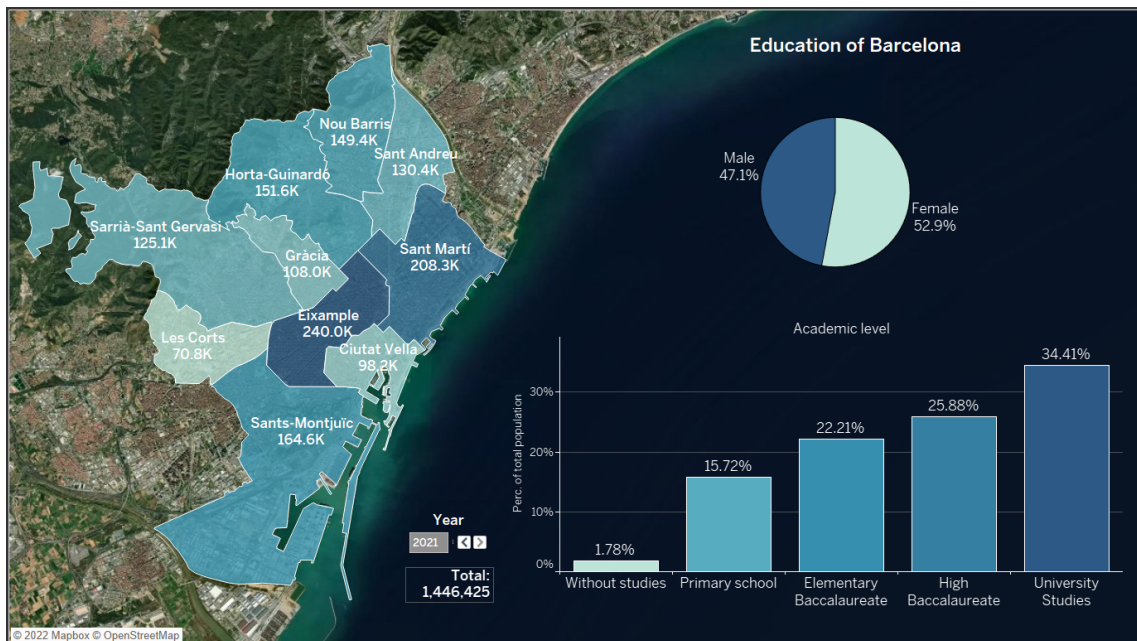 Education of Barcelona
Nou Barris
149.4K
Sant Andreu
130.4K
Horta-Guinardó
151.6K
Sarrià-Sant Gervasi
125.1K
Gràcia
108.0K
Sant Martí
208.3K
Eixample
240.0K
Les Corts
70.8K
Ciutat Vella
98.2K
Sants-Montjuïc
164.6K
Male
47.1%
Female
52.9%
Academic level
Perc. of total population
30%
20%
10%
0%
1.78%
15.72%
22.21%
25.88%
34.41%
Without studies
Primary school
Elementary
Baccalaureate
High
Baccalaureate
University
Studies
Year
2021
Total:
1,446,425
© 2022 Mapbox © OpenStreetMap